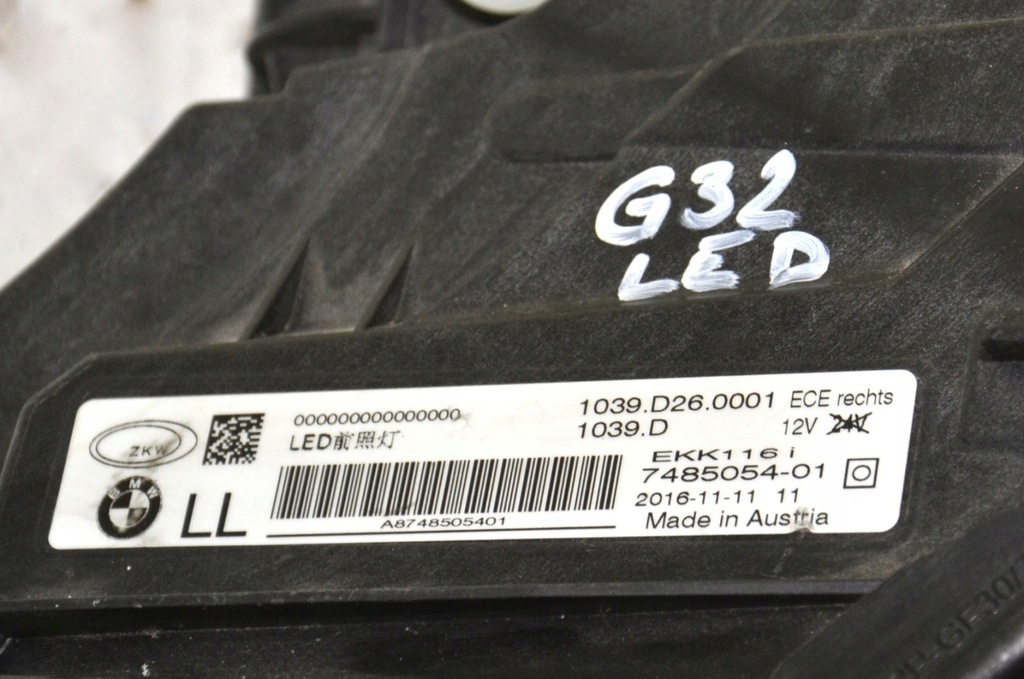 G32
LED
ZKW
BMW
LL
000000000000000
LED前照灯
A8748505401
1039.D26.0001 ECE rechts
1039.D 12V 24V
EKK116 i
7485054-01
2016-11-11 11
Made in Austria